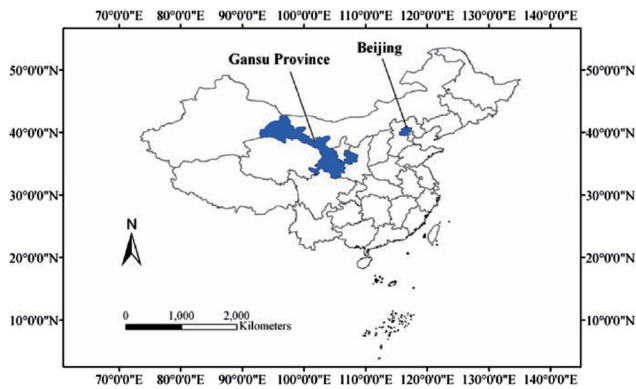 70°0'0"E 80°0'0"E 90°0'0"E 100°0'0"E 110°0'0"E 120°0'0"E 130°0'0"E 140°0'0"E
Beijing
Gansu Province
50°0'0"N 50°0'0"N
40°0'0"N 40°0'0"N
30°0'0"N 30°0'0"N
N
20°0'0"N 20°0'0"N
0 1,000 2,000
Kilometers
10°0'0"N 10°0'0"N
70°0'0"E 80°0'0"E 90°0'0"E 100°0'0"E 110°0'0"E 120°0'0"E 130°0'0"E 140°0'0"E